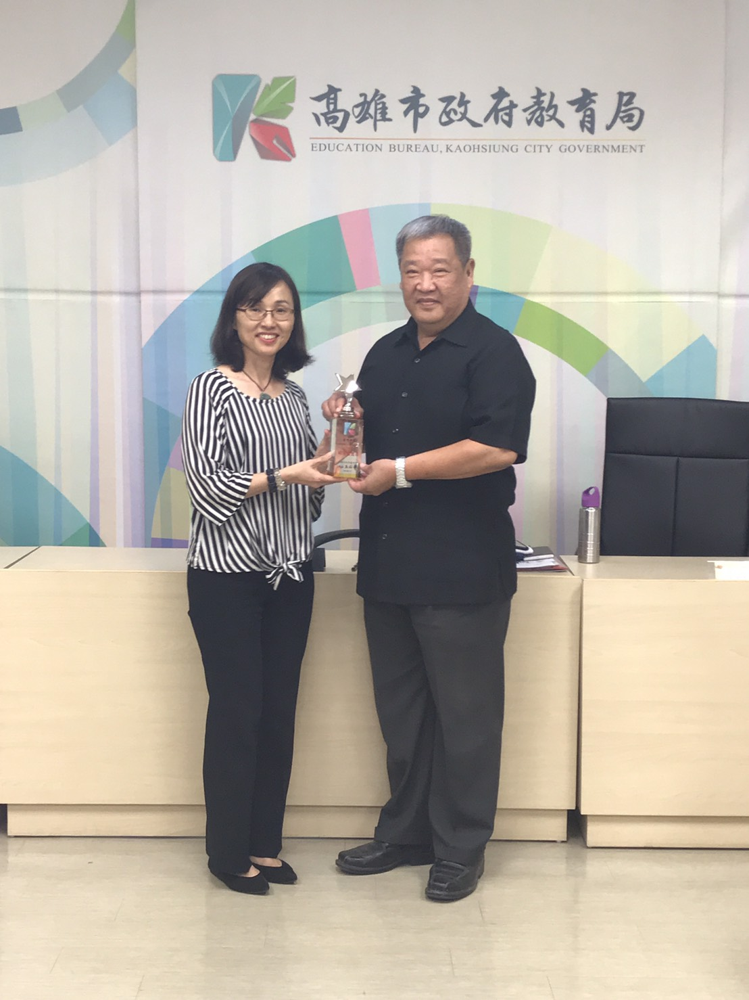 高雄市政府教育局
EDUCATION BUREAU, KAOHSIUNG CITY GOVERNMENT